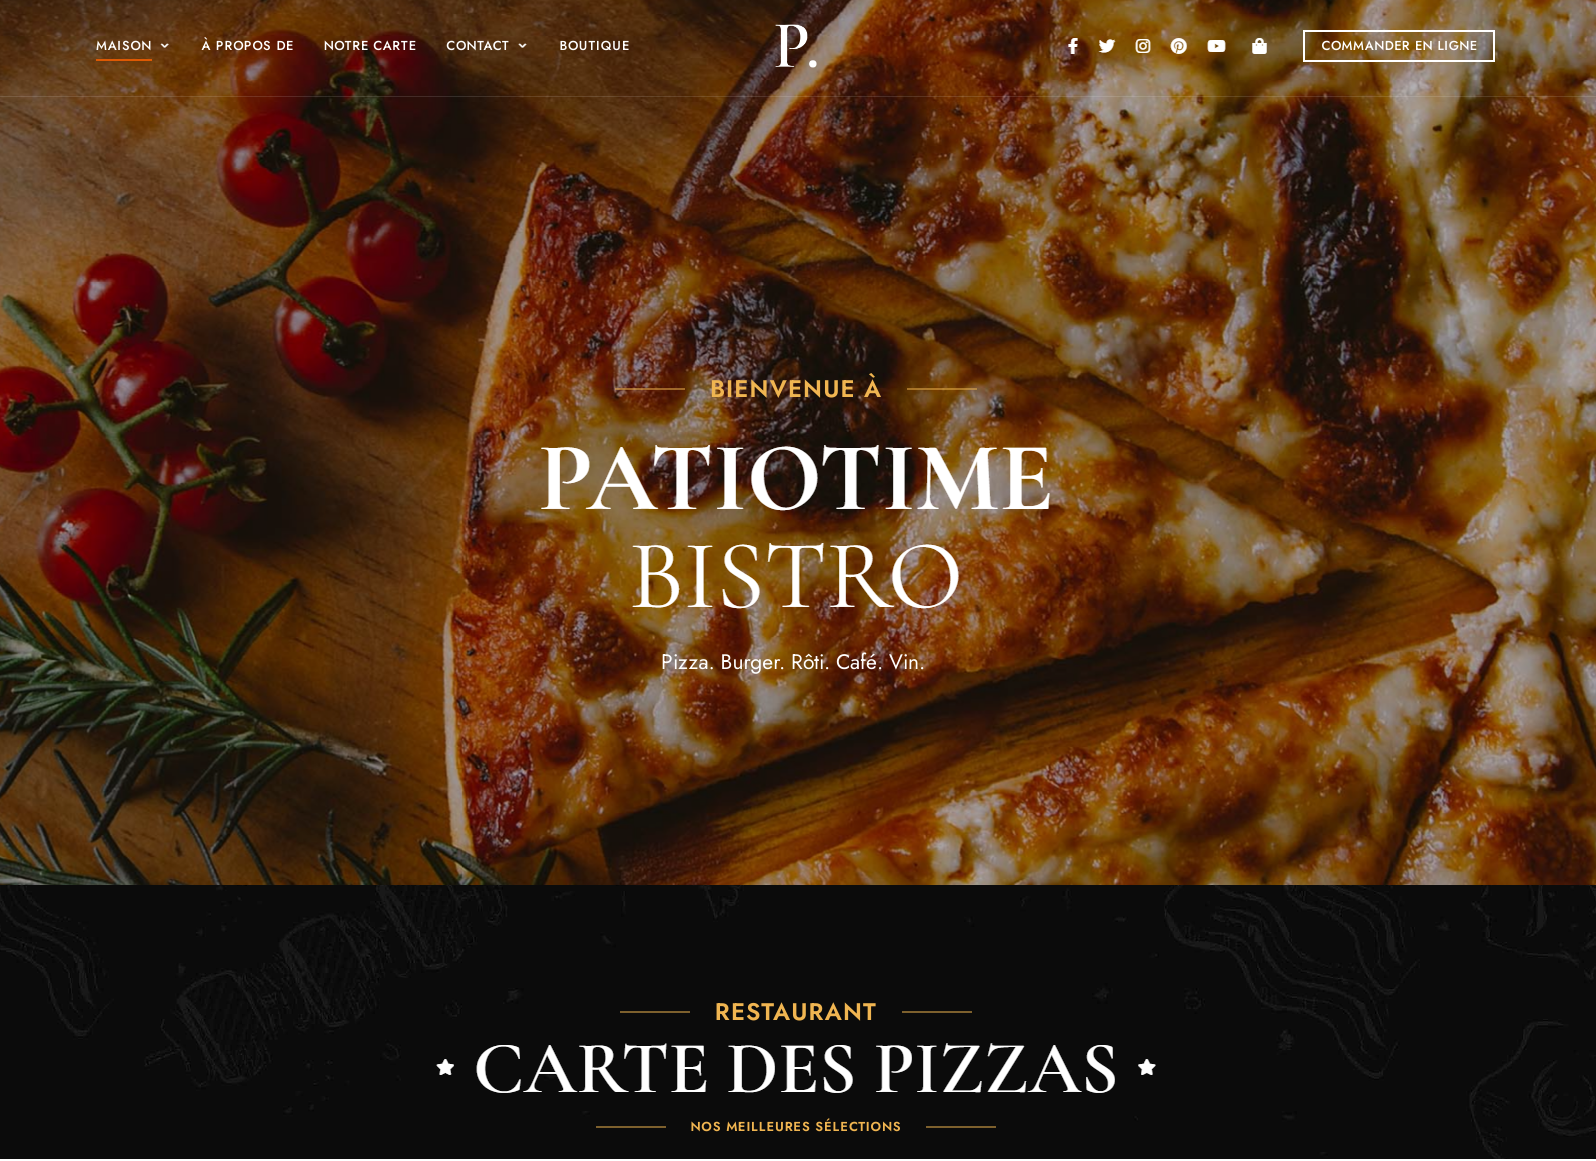 MAISON
À PROPOS DE
NOTRE CARTE
CONTACT
BOUTIQUE
P.
COMMANDER EN LIGNE
BIENVENUE À
PATIOTIME
BISTRO
Pizza. Burger. Rôti. Café. Vin.
RESTAURANT
CARTE DES PIZZAS
NOS MEILLEURES SÉLECTIONS